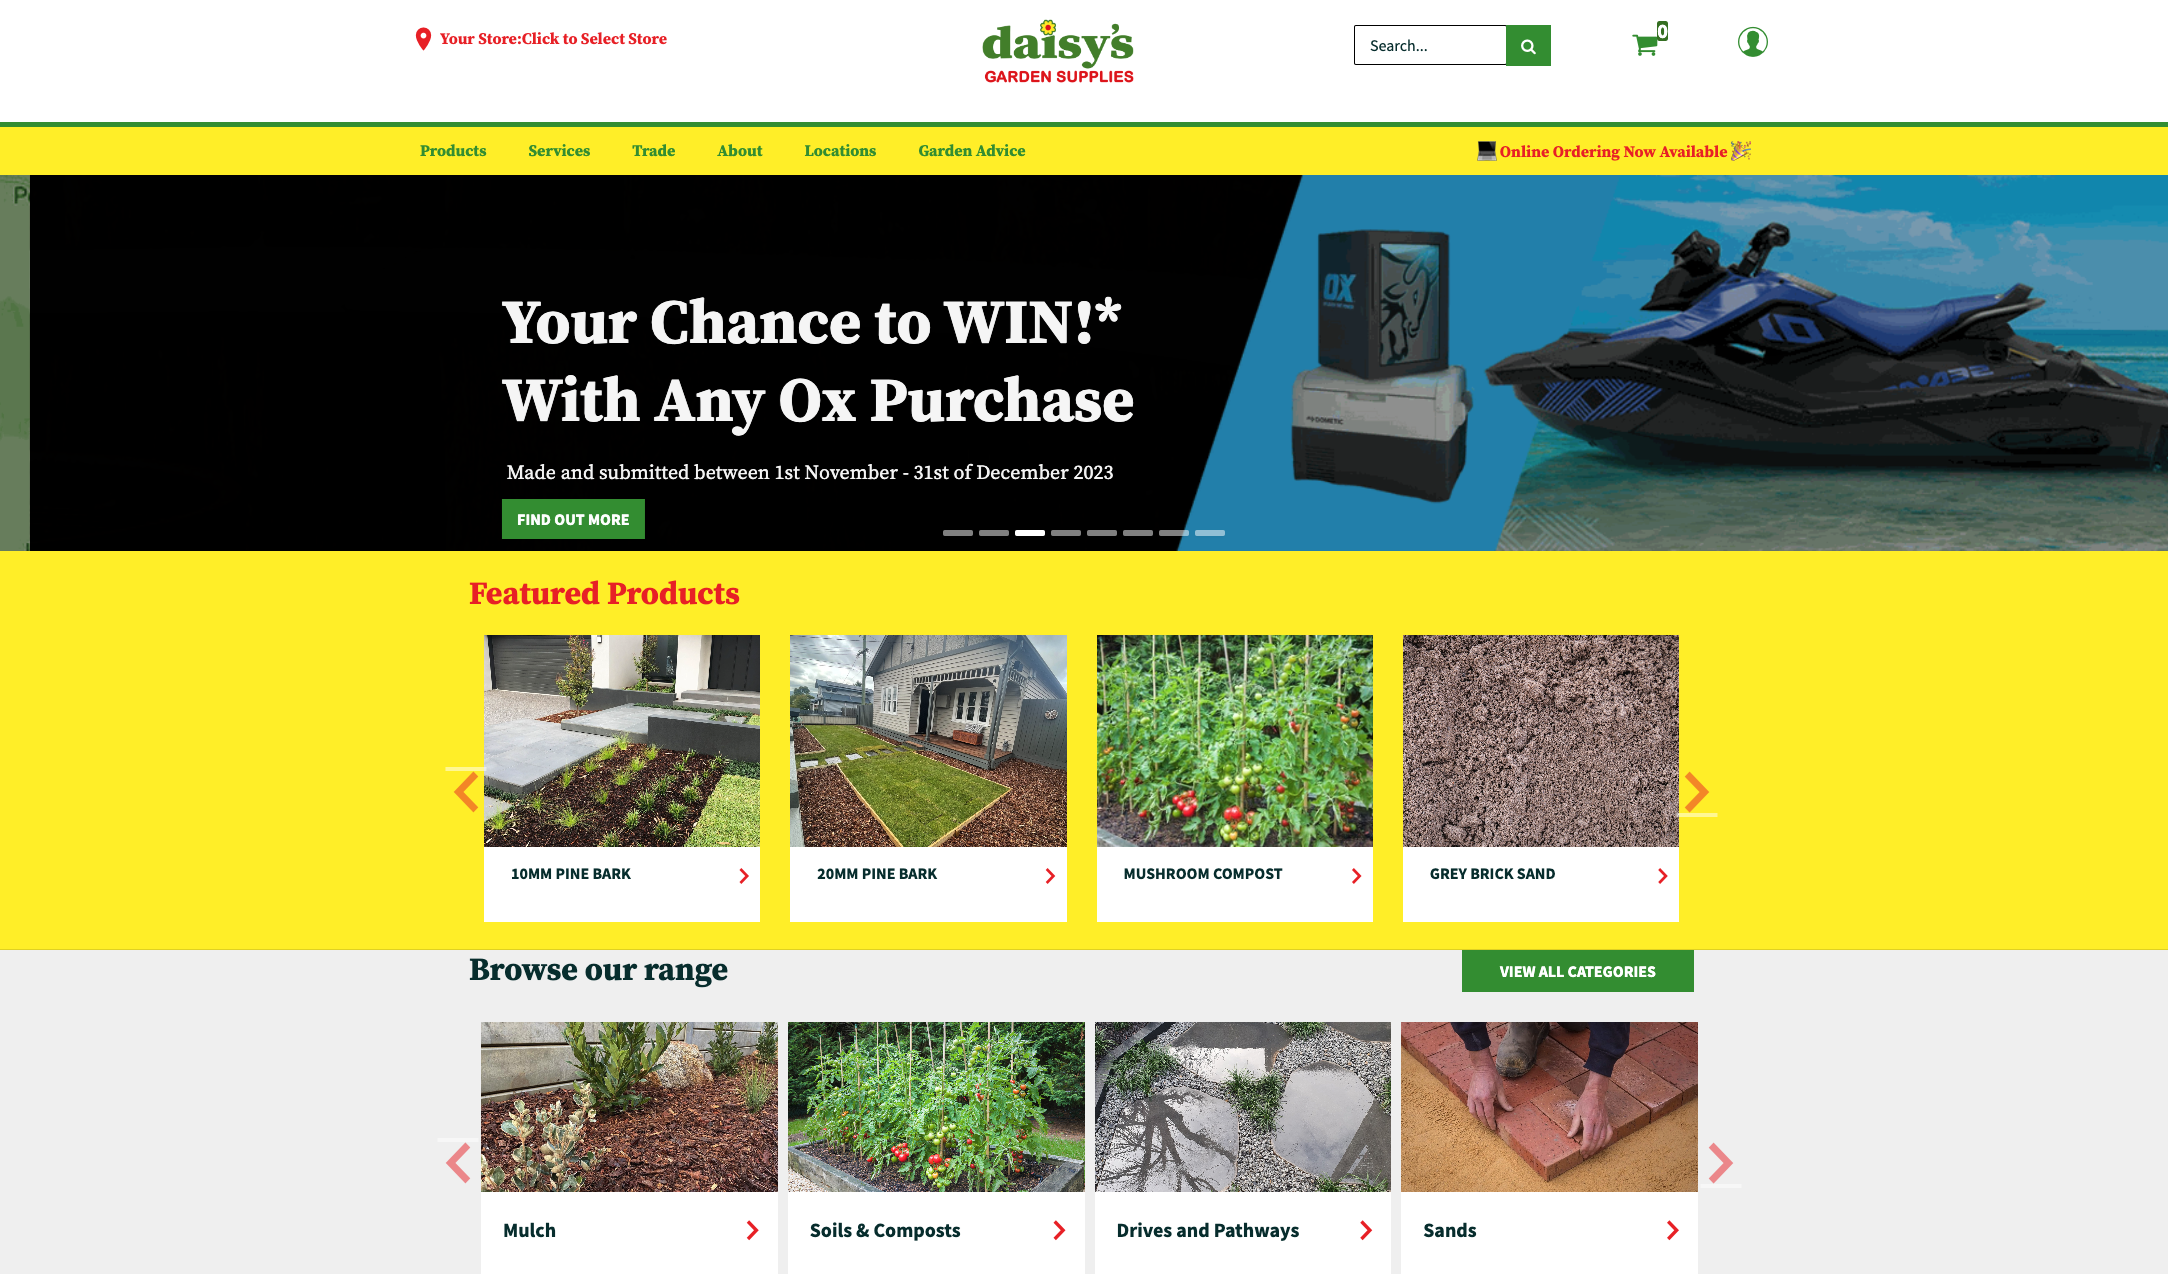 Your Store:Click to Select Store
daisy's
GARDEN SUPPLIES
Search...
0
Products
Services
Trade
About
Locations
Garden Advice
Online Ordering Now Available
Your Chance to WIN!*
With Any Ox Purchase
Made and submitted between 1st November - 31st of December 2023
FIND OUT MORE
OX
DOMETIC
Featured Products
10MM PINE BARK
20MM PINE BARK
MUSHROOM COMPOST
GREY BRICK SAND
Browse our range
VIEW ALL CATEGORIES
Mulch
Soils & Composts
Drives and Pathways
Sands